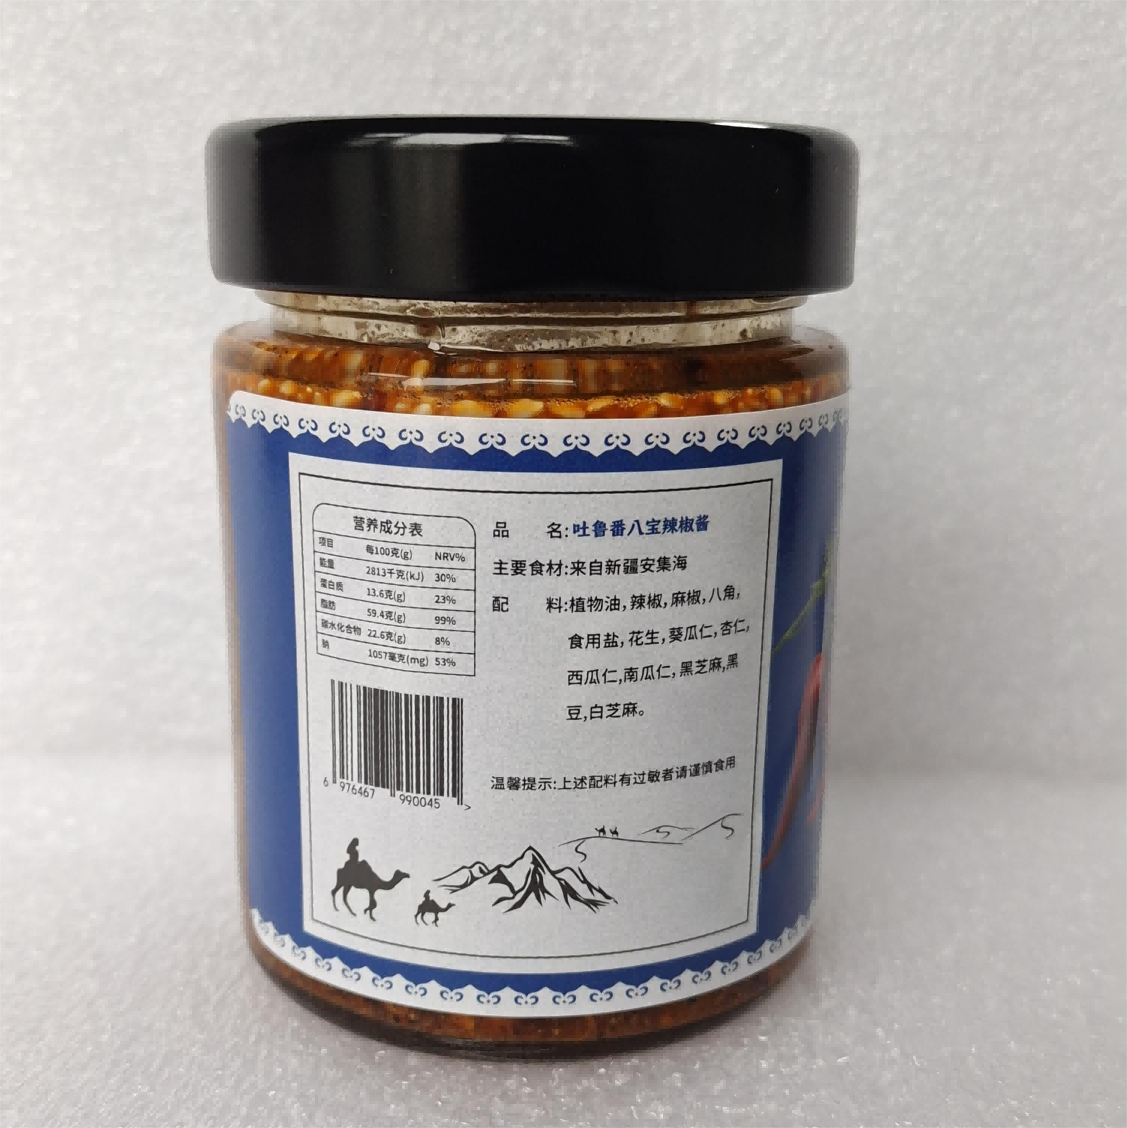 营养成分表
项目 每100克(g) NRV%
能量 2813千克(kJ) 30%
蛋白质 13.6克(g) 23%
脂肪 59.4克(g) 99%
碳水化合物 22.6克(g) 8%
钠 1057毫克(mg) 53%
6 976467 990045 >
品 名:吐鲁番八宝辣椒酱
主要食材:来自新疆安集海
配 料:植物油,辣椒,麻椒,八角,
食用盐,花生,葵瓜仁,杏仁,
西瓜仁,南瓜仁,黑芝麻,黑
豆,白芝麻。
温馨提示:上述配料有过敏者请谨慎食用